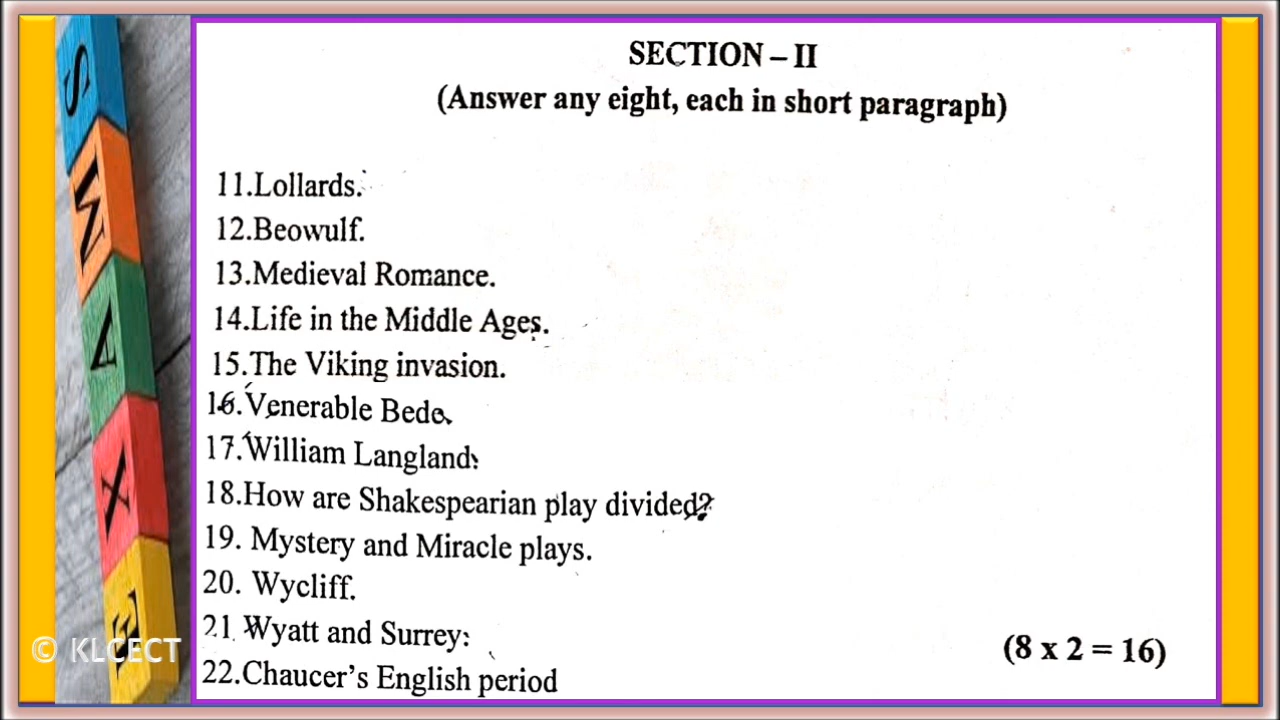 SECTION – II
(Answer any eight, each in short paragraph)
11.Lollards.
12.Beowulf.
13.Medieval Romance.
14.Life in the Middle Ages.
15.The Viking invasion.
16.Venerable Bede.
17.William Langland.
18.How are Shakespearian play divided?
19. Mystery and Miracle plays.
20. Wycliff.
21. Wyatt and Surrey:
22.Chaucer's English period
(8 x 2 = 16)
S
W
A
X
E
© KLCECT